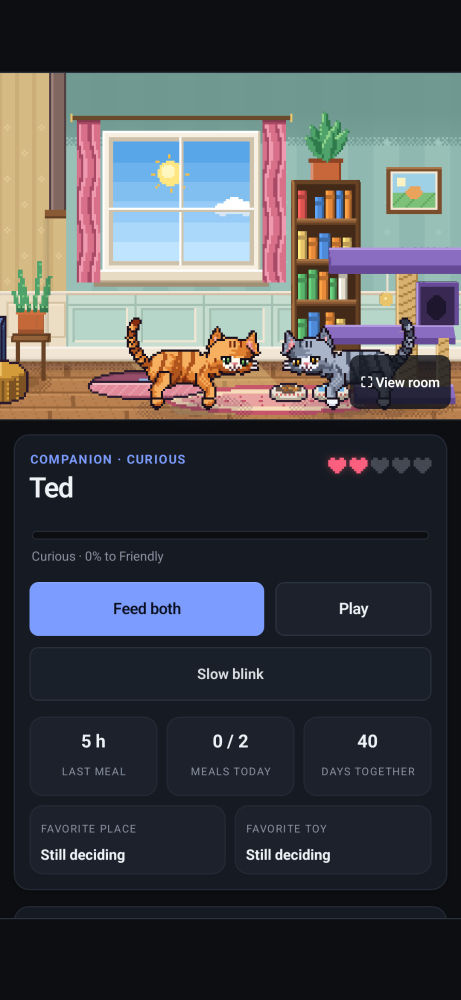 View room
COMPANION · CURIOUS
Ted
Curious · 0% to Friendly
Feed both
Play
Slow blink
5 h
LAST MEAL
0 / 2
MEALS TODAY
40
DAYS TOGETHER
FAVORITE PLACE
Still deciding
FAVORITE TOY
Still deciding